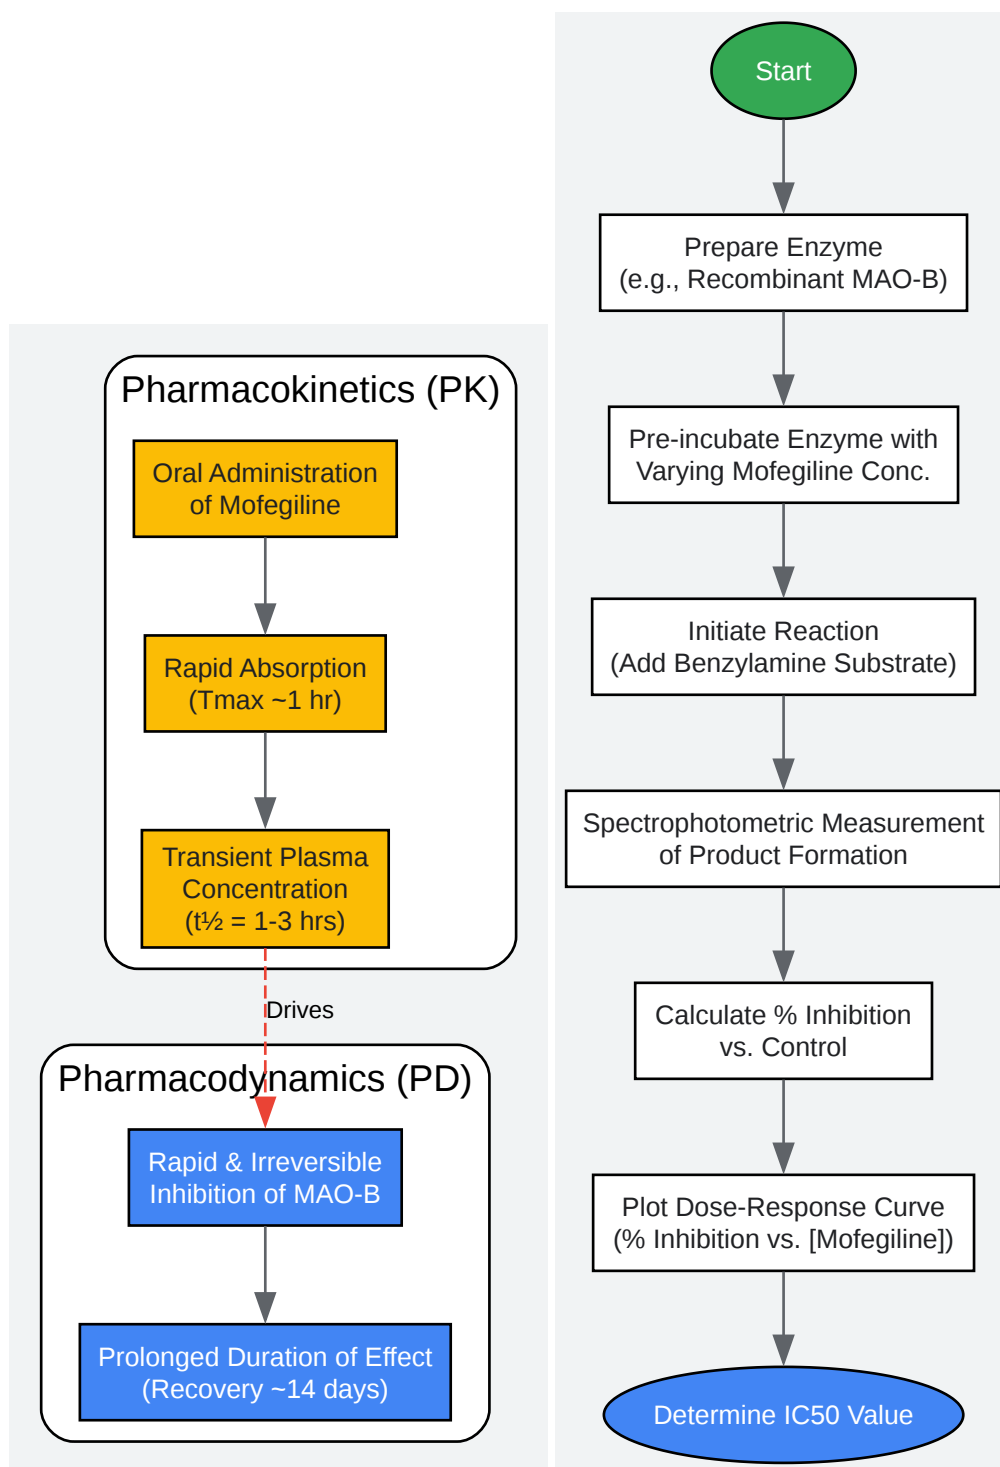 Pharmacokinetics (PK)
Oral Administration
of Mofegiline
Rapid Absorption
(Tmax ~1 hr)
Transient Plasma
Concentration
(t½ = 1-3 hrs)
Drives
Pharmacodynamics (PD)
Rapid & Irreversible
Inhibition of MAO-B
Prolonged Duration of Effect
(Recovery ~14 days)
Start
Prepare Enzyme
(e.g., Recombinant MAO-B)
Pre-incubate Enzyme with
Varying Mofegiline Conc.
Initiate Reaction
(Add Benzylamine Substrate)
Spectrophotometric Measurement
of Product Formation
Calculate % Inhibition
vs. Control
Plot Dose-Response Curve
(% Inhibition vs. [Mofegiline])
Determine IC50 Value